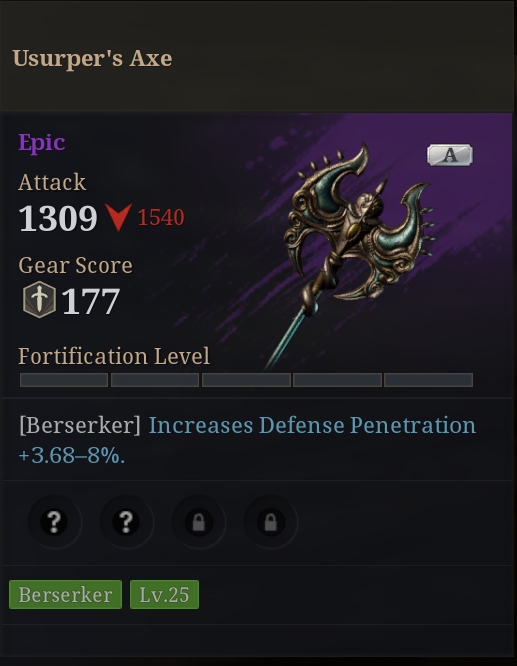 Usurper's Axe
Epic
A
Attack
1309 1540
Gear Score
177
Fortification Level
[Berserker] Increases Defense Penetration
+3.68–8%.
? ?
Berserker Lv.25